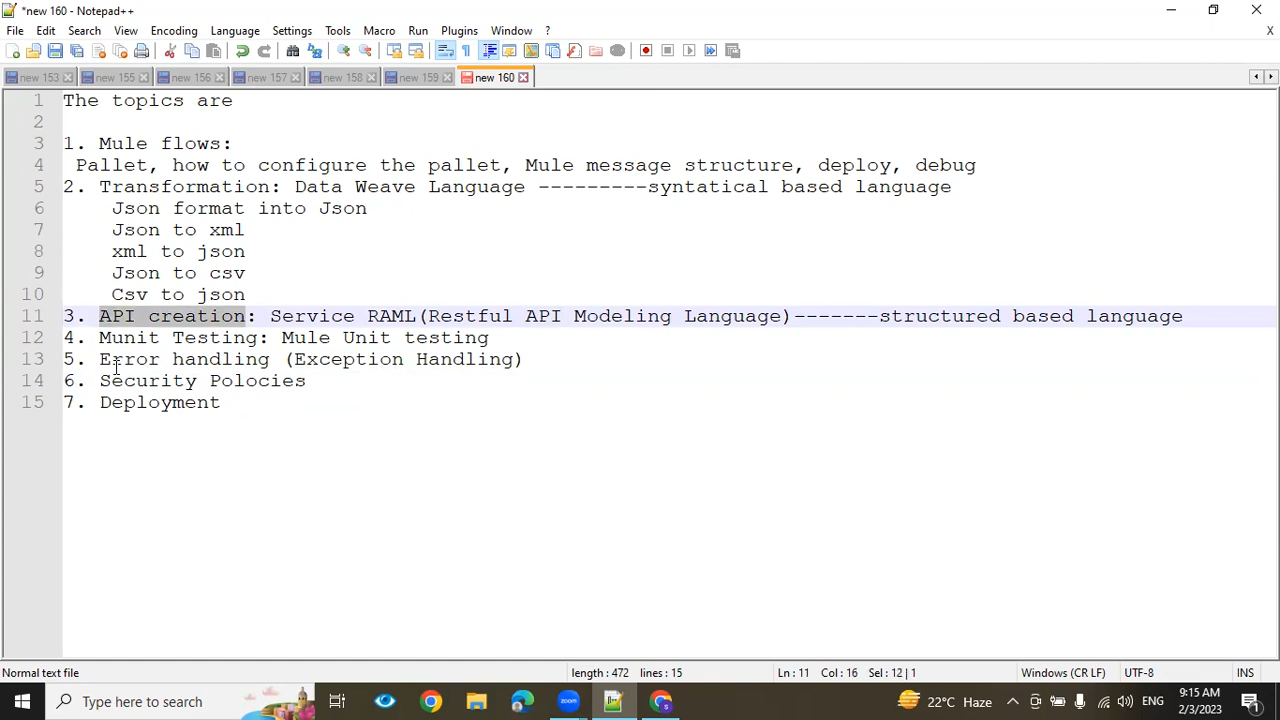 *new 160 - Notepad++
File Edit Search View Encoding Language Settings Tools Macro Run Plugins Window ?
X
new 153 new 155 new 156 new 157 new 158 new 159 new 160
1 The topics are
2
3 1. Mule flows:
4 Pallet, how to configure the pallet, Mule message structure, deploy, debug
5 2. Transformation: Data Weave Language ---------syntatical based language
6 Json format into Json
7 Json to xml
8 xml to json
9 Json to csv
10 Csv to json
11 3. API creation: Service RAML(Restful API Modeling Language)-------structured based language
12 4. Munit Testing: Mule Unit testing
13 5. Error handling (Exception Handling)
14 6. Security Polocies
15 7. Deployment
Normal text file length : 472 lines : 15 Ln : 11 Col : 16 Sel : 12 | 1 Windows (CR LF) UTF-8 INS
Type here to search zoom S 22°C Haze ENG 9:15 AM
2/3/2023 1